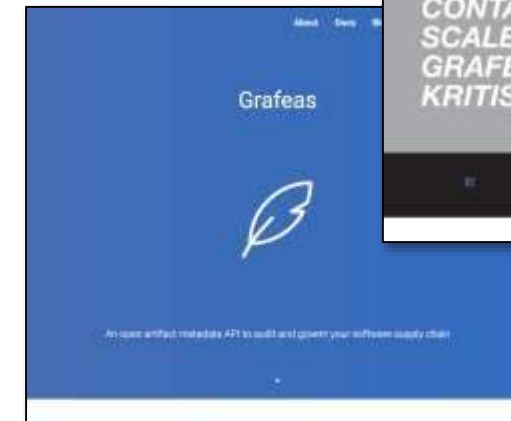 About Docs
CONTA
SCALE
GRAFE
KRITIS
Grafeas
An open artifact metadata API to audit and govern your software supply chain